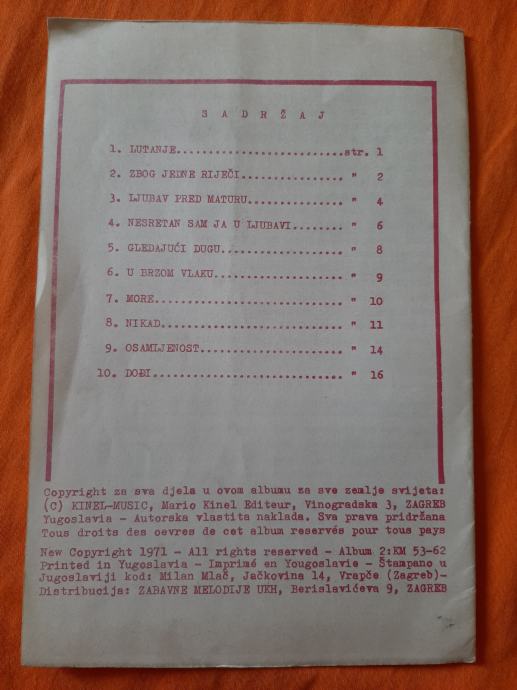 S A D R Ž A J
1. LUTANJE..........................str. 1
2. ZBOG JEDNE RIJEČI................ " 2
3. LJUBAV PRED MATURU............... " 4
4. NESRETAN SAM JA U LJUBAVI........ " 6
5. GLEDAJUĆI DUGU................... " 8
6. U BRZOM VLAKU.................... " 9
7. MORE............................. " 10
8. NIKAD............................ " 11
9. OSAMLJENOST...................... " 14
10. DOĐI............................. " 16
Copyright za sva djela u ovom albumu za sve zemlje svijeta:
(C) KINEL-MUSIC, Mario Kinel Editeur, Vinogradska 3, ZAGREB
Yugoslavia - Autorska vlastita naklada. Sva prava pridržana
Tous droits des oevres de cet album reservés pour tous pays
New Copyright 1971 - All rights reserved - Album 2:KM 53-62
Printed in Yugoslavia - Imprimé en Yougoslavie - Štampano u
Jugoslaviji kod: Milan Mlač, Jačkovina 14, Vrapče (Zagreb)-
Distribucija: ZABAVNE MELODIJE UKH, Berislavićeva 9, ZAGREB